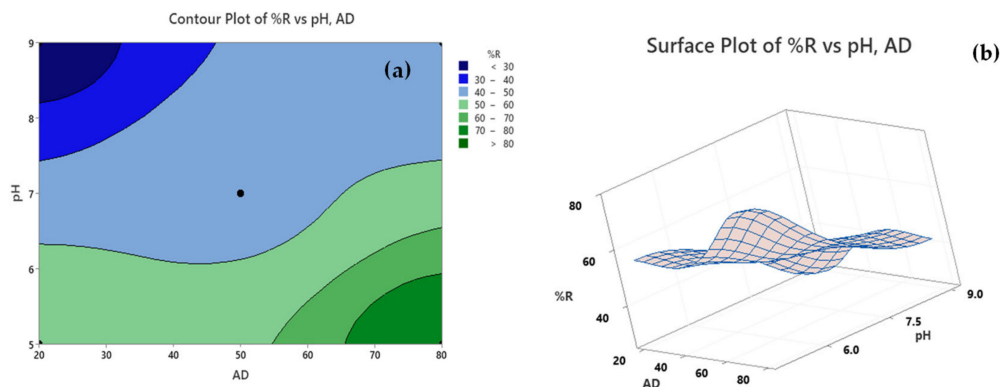 Contour Plot of %R vs pH, AD
(a)
%R
< 30
30 – 40
40 – 50
50 – 60
60 – 70
70 – 80
> 80
9
8
7
6
5
pH
20 30 40 50 60 70 80
AD
Surface Plot of %R vs pH, AD
(b)
80
60
40
%R
20 40 60 80
AD
6.0
7.5
9.0
pH